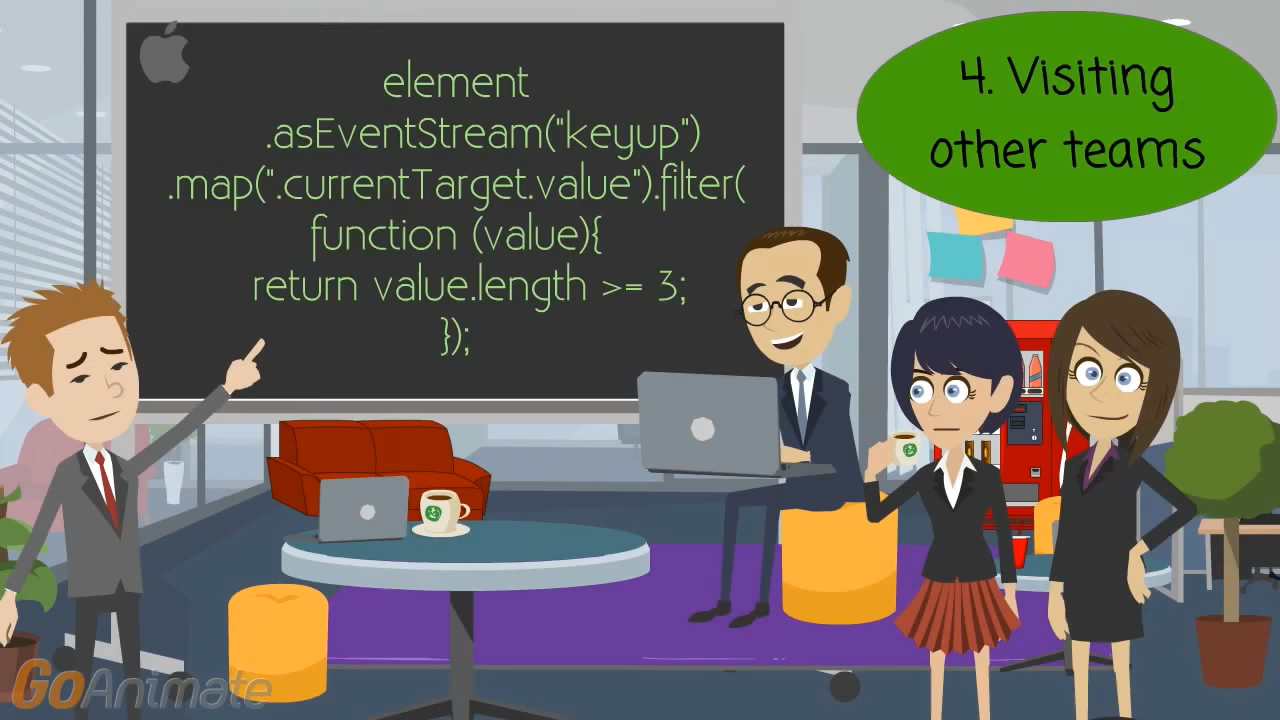 element
.asEventStream("keyup")
.map(".currentTarget.value").filter(
function (value){
return value.length >= 3;
});
4. Visiting
other teams
GoAnimate